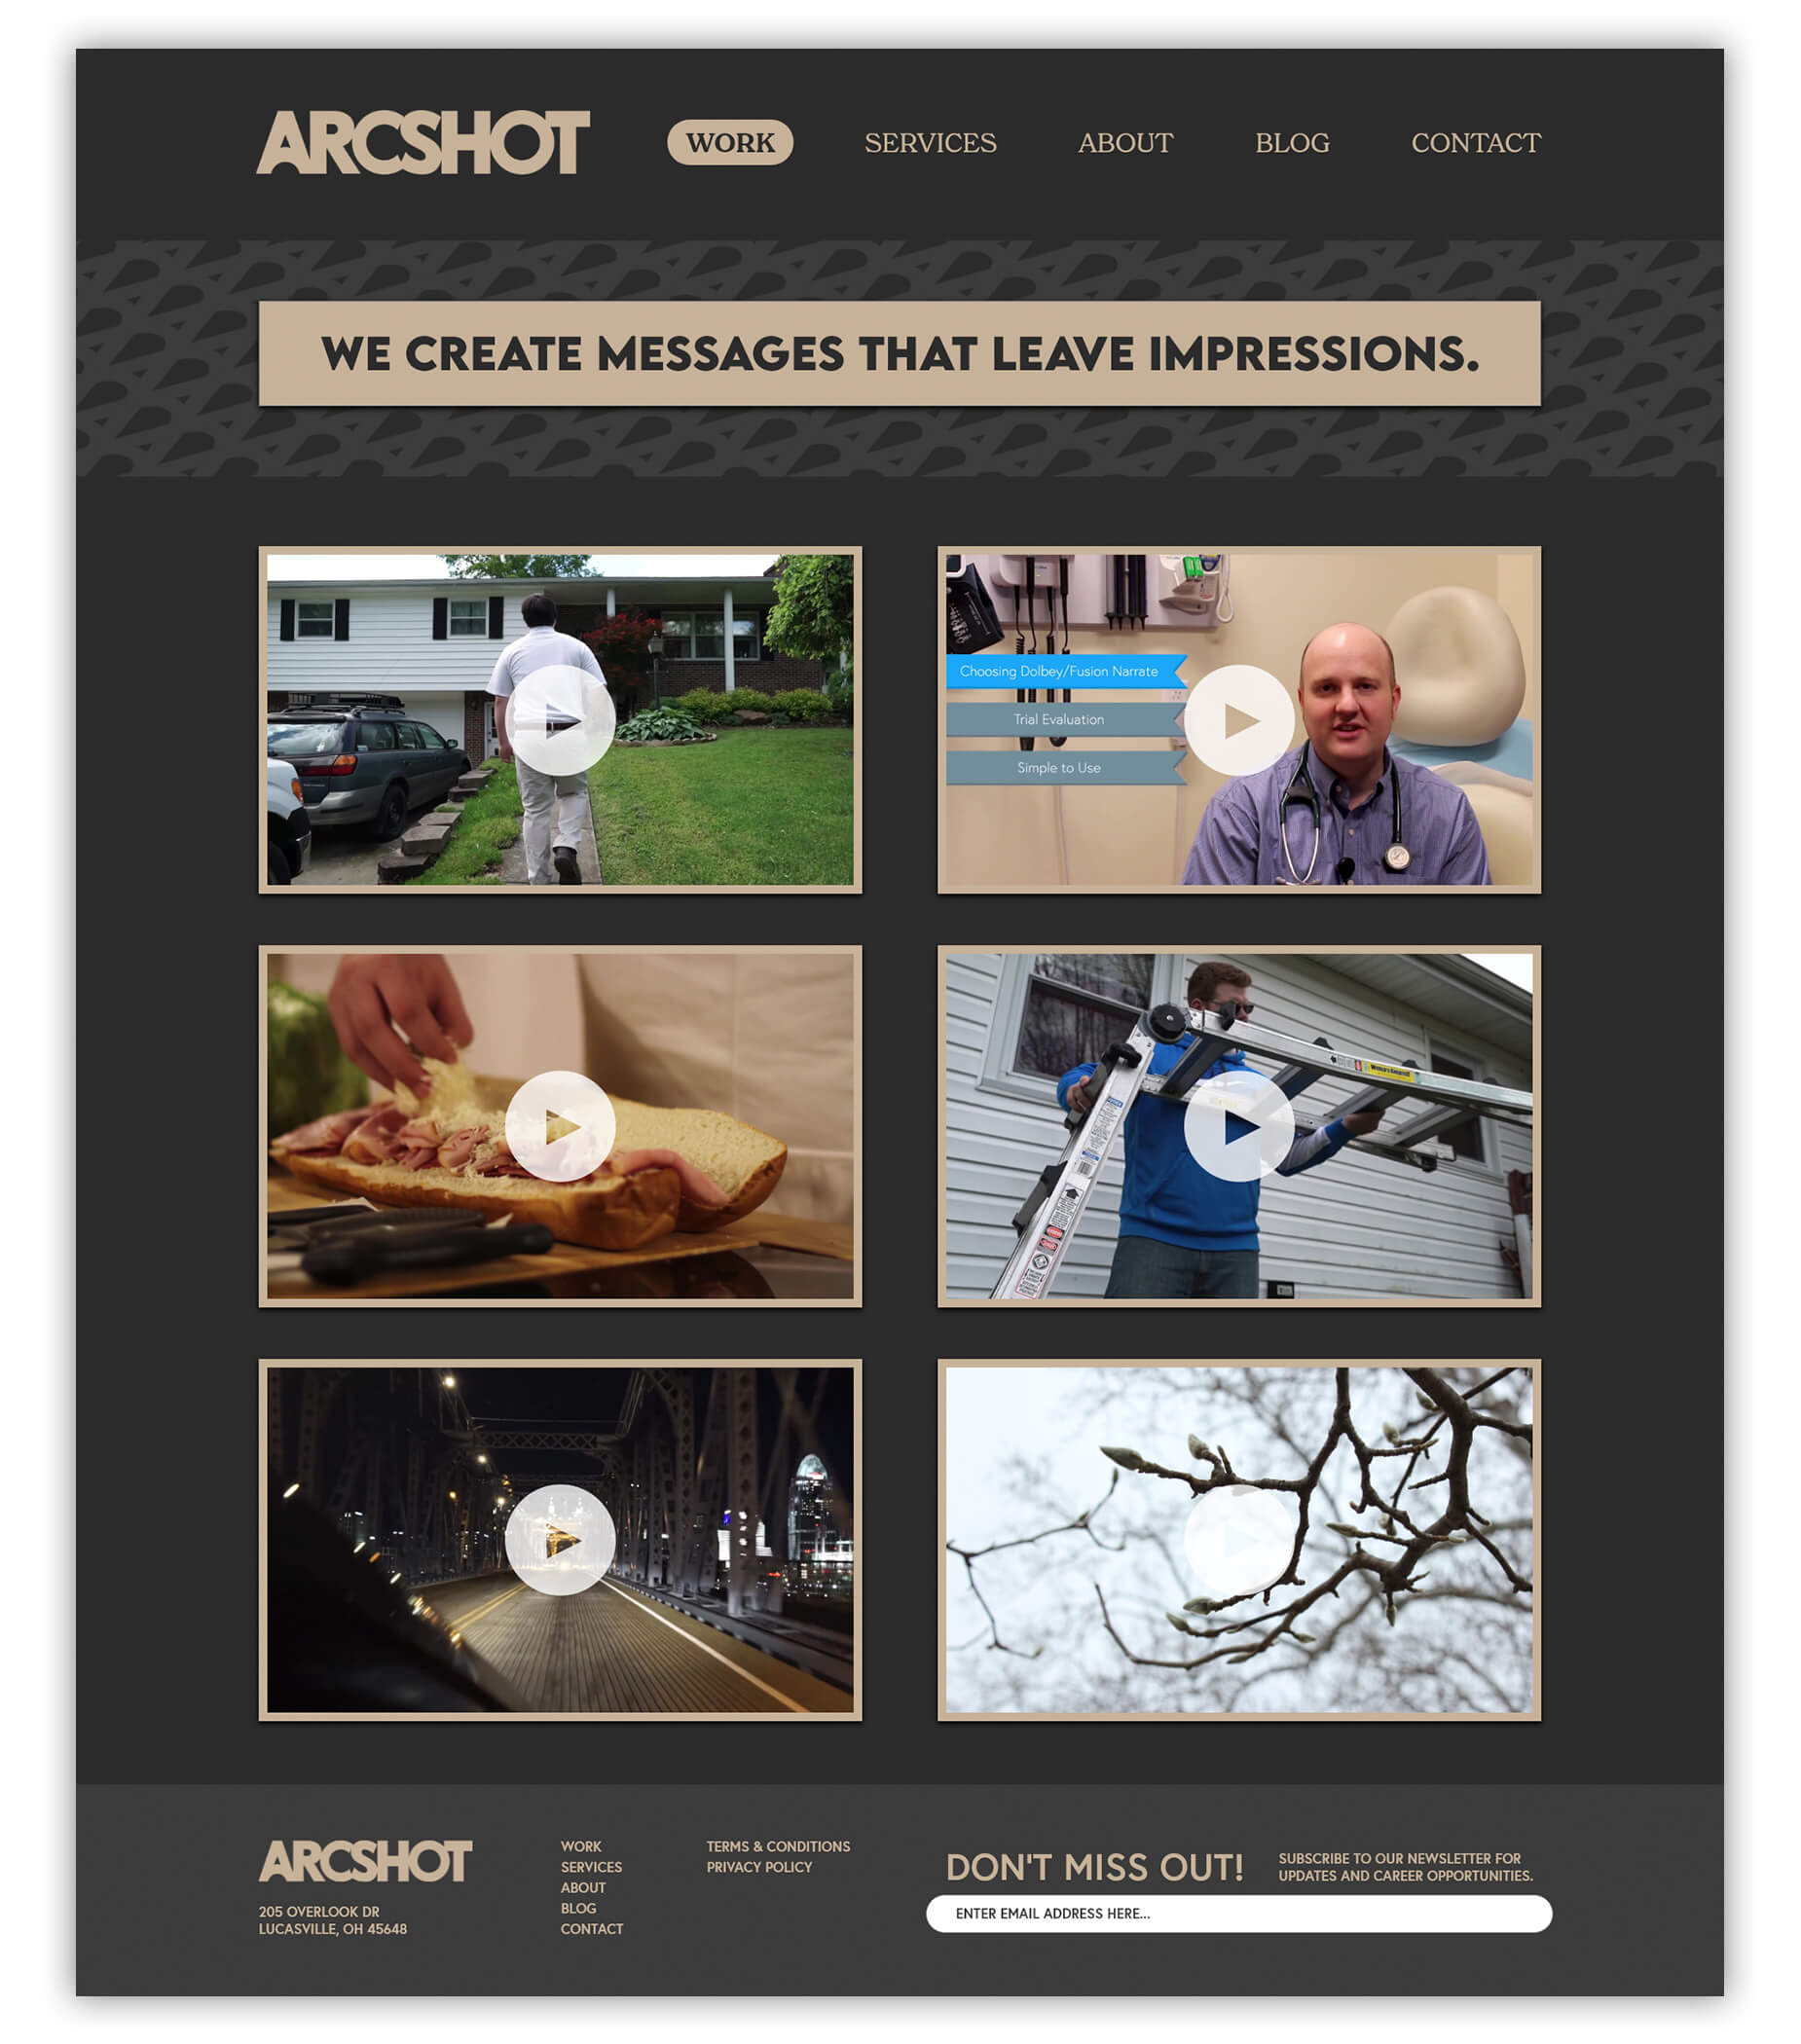 ARCSHOT
WORK
SERVICES
ABOUT
BLOG
CONTACT
WE CREATE MESSAGES THAT LEAVE IMPRESSIONS.
Choosing Dolbey/Fusion Narrate
Trial Evaluation
Simple to Use
ARCSHOT
205 OVERLOOK DR
LUCASVILLE, OH 45648
WORK
SERVICES
ABOUT
BLOG
CONTACT
TERMS & CONDITIONS
PRIVACY POLICY
DON'T MISS OUT!
SUBSCRIBE TO OUR NEWSLETTER FOR
UPDATES AND CAREER OPPORTUNITIES.
ENTER EMAIL ADDRESS HERE...